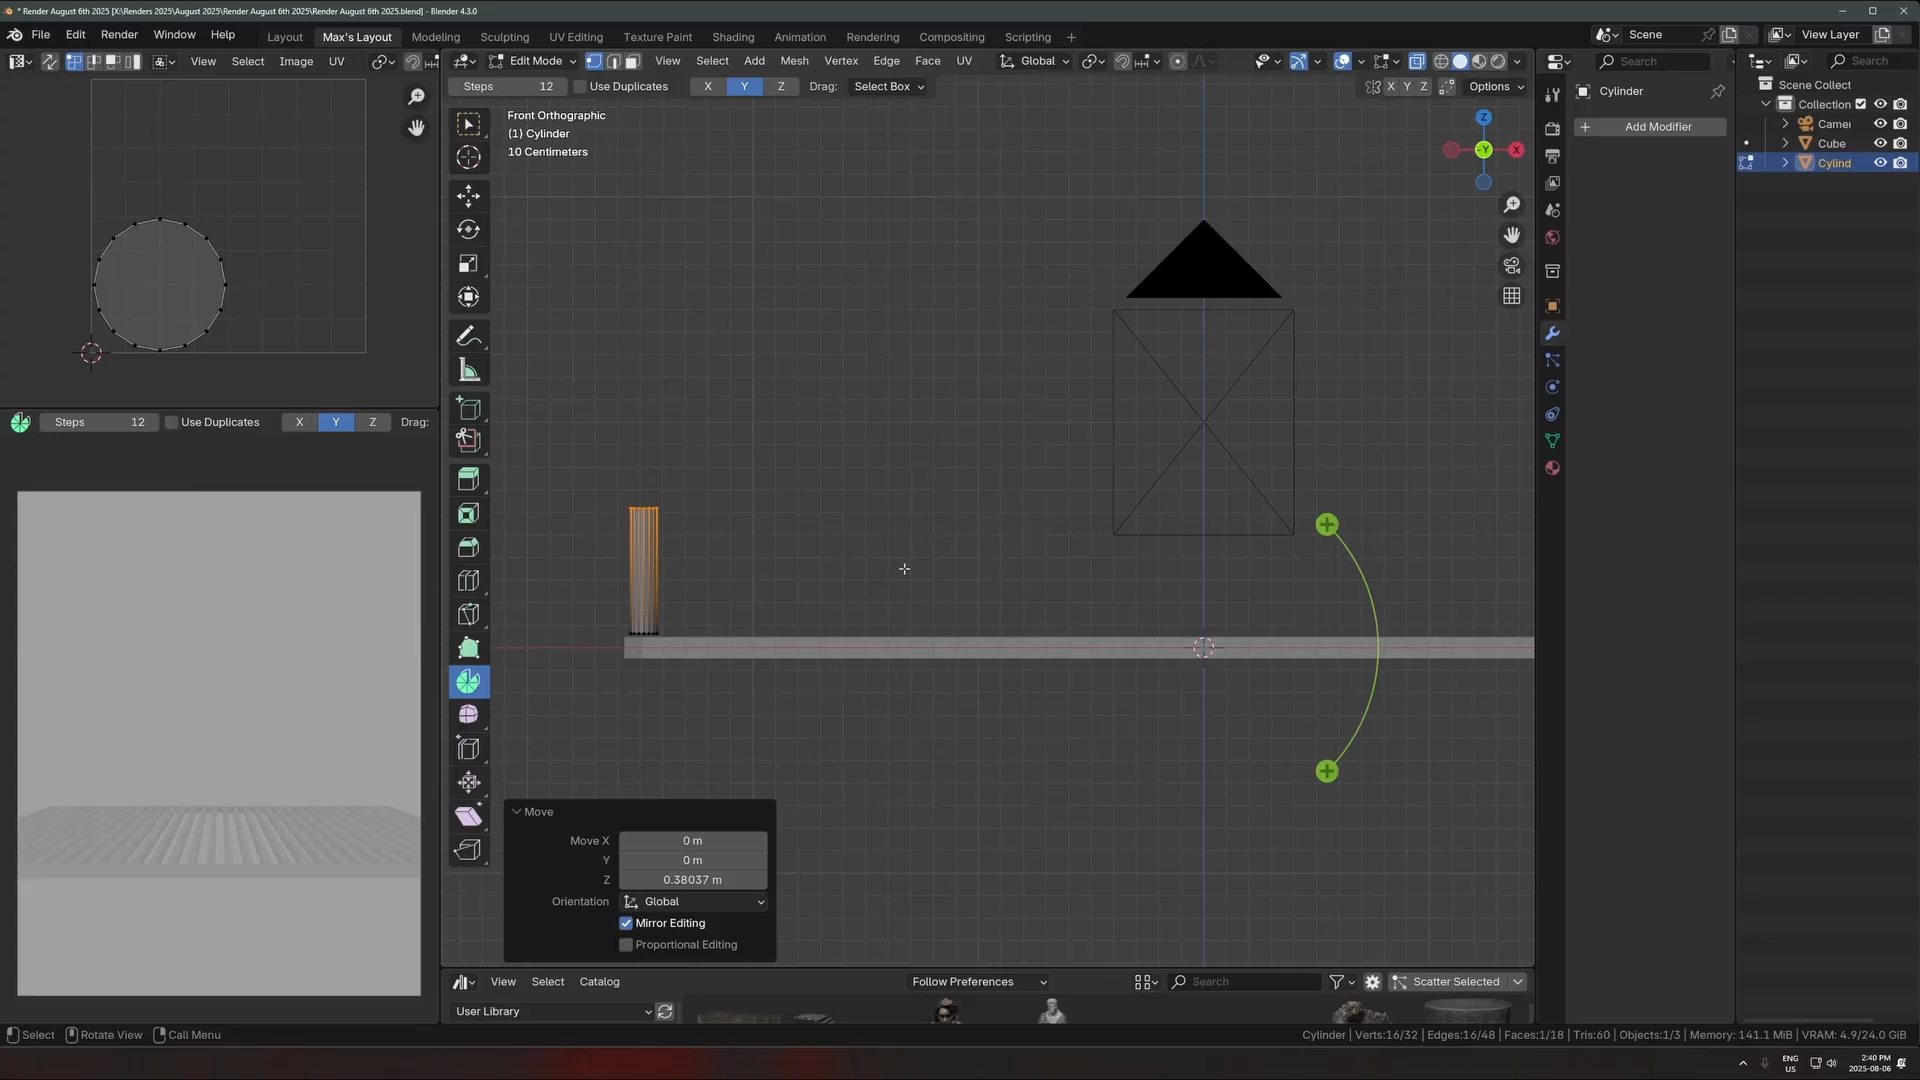 * Render August 6th 2025 [X:\Renders 2025\August 2025\Render August 6th 2025\Render August 6th 2025.blend] - Blender 4.3.0
File Edit Render Window Help Layout Max's Layout Modeling Sculpting UV Editing Texture Paint Shading Animation Rendering Compositing Scripting Scene View Layer
View Select Image UV
Edit Mode View Select Add Mesh Vertex Edge Face UV Global
Search
Search
Steps 12 Use Duplicates X Y Z Drag: Select Box
X Y Z Options
Cylinder
Scene Collect
Collection
Camer
Cube
Cylind
Add Modifier
Front Orthographic
(1) Cylinder
10 Centimeters
Z
-Y
X
Steps 12 Use Duplicates X Y Z Drag:
Move
Move X 0 m
Y 0 m
Z 0.38037 m
Orientation Global
Mirror Editing
Proportional Editing
View Select Catalog Follow Preferences Search Scatter Selected
User Library
Select Rotate View Call Menu
Cylinder | Verts:16/32 | Edges:16/48 | Faces:1/18 | Tris:60 | Objects:1/3 | Memory: 141.1 MiB | VRAM: 4.9/24.0 GiB
ENG
US
2:40 PM
2025-08-06